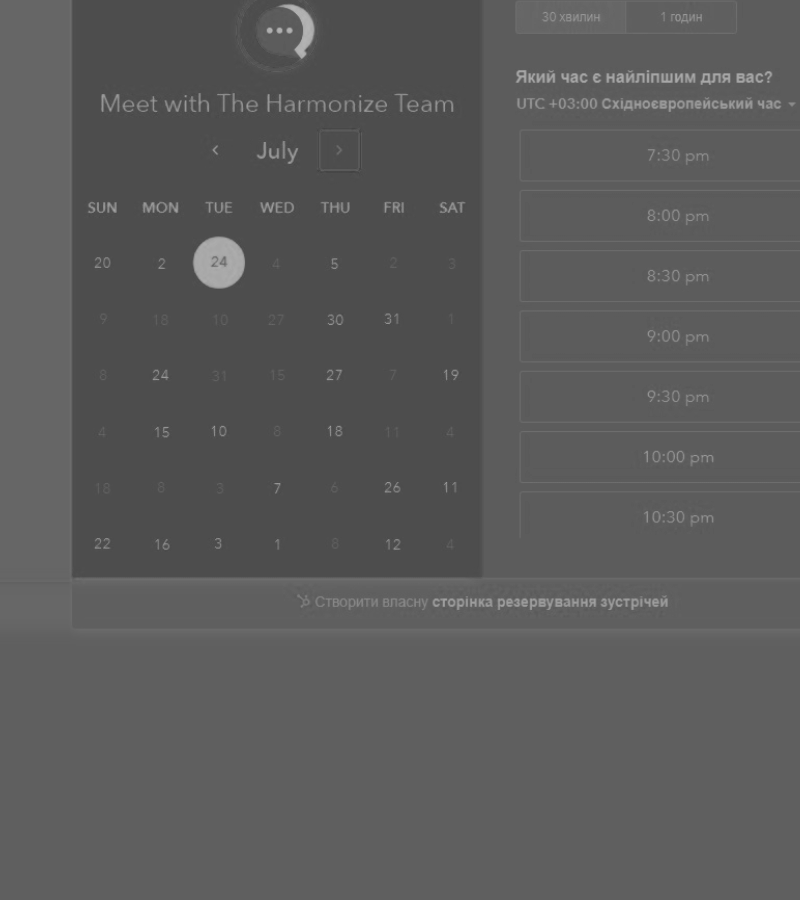 Meet with The Harmonize Team
July
SUN MON TUE WED THU FRI SAT
20 2 24 4 5 2 3
9 18 10 27 30 31 1
8 24 31 15 27 7 19
4 15 10 8 18 11 4
18 8 3 7 6 26 11
22 16 3 1 8 12 4
30 хвилин 1 годин
Який час є найліпшим для вас?
UTC +03:00 Східноєвропейський час
7:30 pm
8:00 pm
8:30 pm
9:00 pm
9:30 pm
10:00 pm
10:30 pm
Створити власну сторінка резервування зустрічей